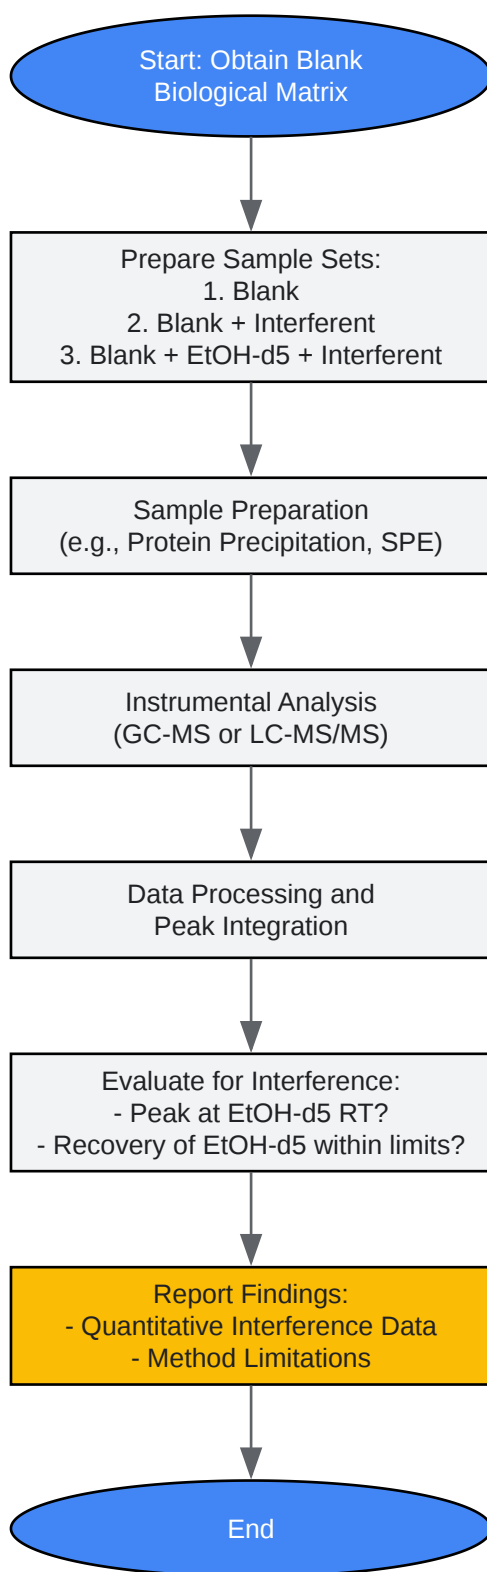 Start: Obtain Blank
Biological Matrix
Prepare Sample Sets:
1. Blank
2. Blank + Interferent
3. Blank + EtOH-d5 + Interferent
Sample Preparation
(e.g., Protein Precipitation, SPE)
Instrumental Analysis
(GC-MS or LC-MS/MS)
Data Processing and
Peak Integration
Evaluate for Interference:
- Peak at EtOH-d5 RT?
- Recovery of EtOH-d5 within limits?
Report Findings:
- Quantitative Interference Data
- Method Limitations
End